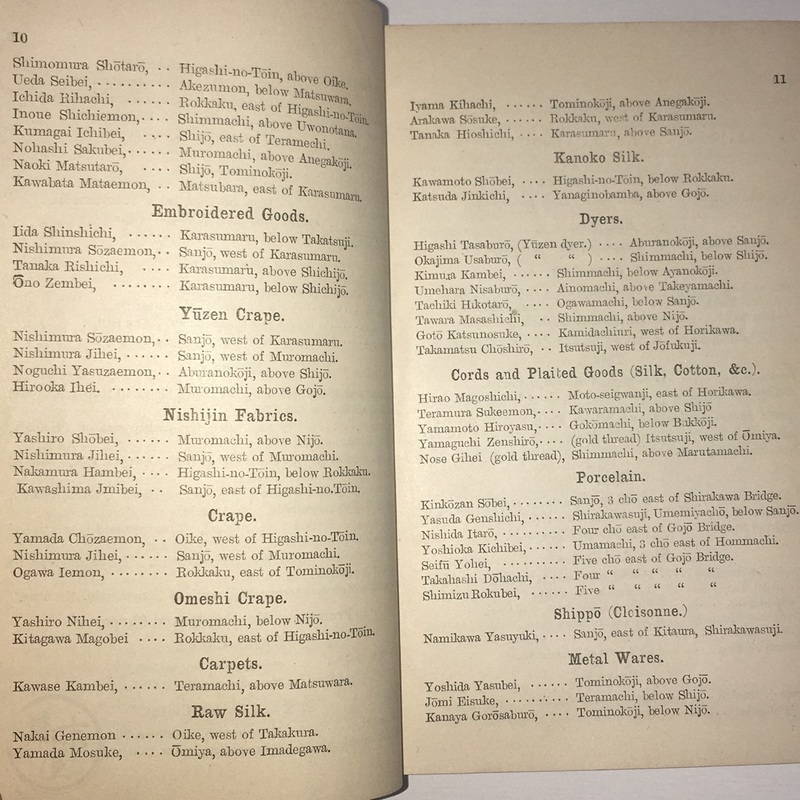 10
Shimomura Shōtarō, .. Higashi-no-Tōin, above Oike.
Ueda Seibei, ......... Akezumon, below Matsuwara.
Ichida Rihachi, ...... Rokkaku, east of Higashi-no-Tōin.
Inoue Shichiemon, .... Shimmachi, above Uwonotana.
Kumagai Ichibei, .... Shijō, east of Teramechi.
Nohashi Sakubei, ...... Muromachi, above Anegakōji.
Naoki Matsutarō, .... Shijō, Tominokōji.
Kawabata Mataemon, .. Matsubara, east of Karasumaru.
Embroidered Goods.
Iida Shinshichi, ...... Karasumaru, below Takatsuji.
Nishimura Sōzaemon, .. Sanjō, west of Karasumaru.
Tanaka Rishichi, .... Karasumaru, above Shichijō.
Ōno Zembei, ........ Karasumaru, below Shichijō.
Yūzen Crape.
Nishimura Sōzaemon, .. Sanjō, west of Karasumaru.
Nishimura Jihei, ...... Sanjō, west of Muromachi.
Noguchi Yasuzaemon, .. Aburanokōji, above Shijō.
Hirooka Ihei. ........ Muromachi, above Gojō.
Nishijin Fabrics.
Yashiro Shōbei, ...... Muromachi, above Nijō.
Nishimura Jihei, ...... Sanjō, west of Muromachi.
Nakamura Hambei, .... Higashi-no-Tōin, below Rokkaku.
Kawashima Jmibei, .. Sanjō, east of Higashi-no.Tōin.
Crape.
Yamada Chōzaemon, .. Oike, west of Higashi-no-Tōin.
Nishimura Jihei, ...... Sanjō, west of Muromachi.
Ogawa Iemon, ........ Rokkaku, east of Tominokōji.
Omeshi Crape.
Yashiro Nihei, ........ Muromachi, below Nijō.
Kitagawa Magobei .... Rokkaku, east of Higashi-no-Tōin.
Carpets.
Kawase Kambei, ...... Teramachi, above Matsuwara.
Raw Silk.
Nakai Genemon ...... Oike, west of Takakura.
Yamada Mosuke, .... Ōmiya, above Imadegawa.
11
Iyama Kihachi, ...... Tominokōji, above Anegakōji.
Arakawa Sōsuke, ...... Rokkaku, west of Karasumaru.
Tanaka Hioshichi, .... Karasumaru, above Sanjō.
Kanoko Silk.
Kawamoto Shōbei, .... Higashi-no-Tōin, below Rokkaku.
Katsuda Jinkichi, .... Yanaginobamba, above Gojō.
Dyers.
Higashi Tasaburō, (Yūzen dyer.) .... Aburanokōji, above Sanjō.
Okajima Usaburō, ( “ “ ) .... Shimmachi, below Shijō.
Kimura Kambei, ...... Shimmachi, below Ayanokōji.
Umehara Nisaburō, .... Ainomachi, above Takeyamachi.
Tachiki Hikotarō, .... Ogawamachi, below Sanjō.
Tawara Masashichi, .. Shimmachi, above Nijō.
Gotō Katsunosuke, .... Kamidachiuri, west of Horikawa.
Takamatsu Chōshirō, .. Itsutsuji, west of Jōfukuji.
Cords and Plaited Goods (Silk, Cotton, &c.).
Hirao Magoshichi, ...... Moto-seigwanji, east of Horikawa.
Teramura Sukeemon, .... Kawaramachi, above Shijō
Yamamoto Hiroyasu, .... Gokōmachi, below Bukkōji.
Yamaguchi Zenshirō, .... (gold thread) Itsutsuji, west of Ōmiya.
Nose Gihei (gold thread), Shimmachi, above Marutamachi.
Porcelain.
Kinkōzan Sōbei, ........ Sanjō, 3 chō east of Shirakawa Bridge.
Yasuda Genshichi, .... Shirakawasuji, Umemiyachō, below Sanjō.
Nishida Itarō, ........ Four chō east of Gojō Bridge.
Yoshioka Kichibei, .... Umamachi, 3 chō east of Hommachi.
Seifū Yohei, .......... Five chō east of Gojō Bridge.
Takahashi Dōhachi, .... Four “ “ “ “ “
Shimizu Rokubei, ...... Five “ “ “ “ “
Shippō (Cloisonne.)
Namikawa Yasuyuki, .... Sanjō, east of Kitaura, Shirakawasuji.
Metal Wares.
Yoshida Yasubei, ...... Tominokōji, above Gojō.
Jōmi Eisuke, ........ Teramachi, below Shijō.
Kanaya Gorōsaburō, .... Tominokōji, below Nijō.